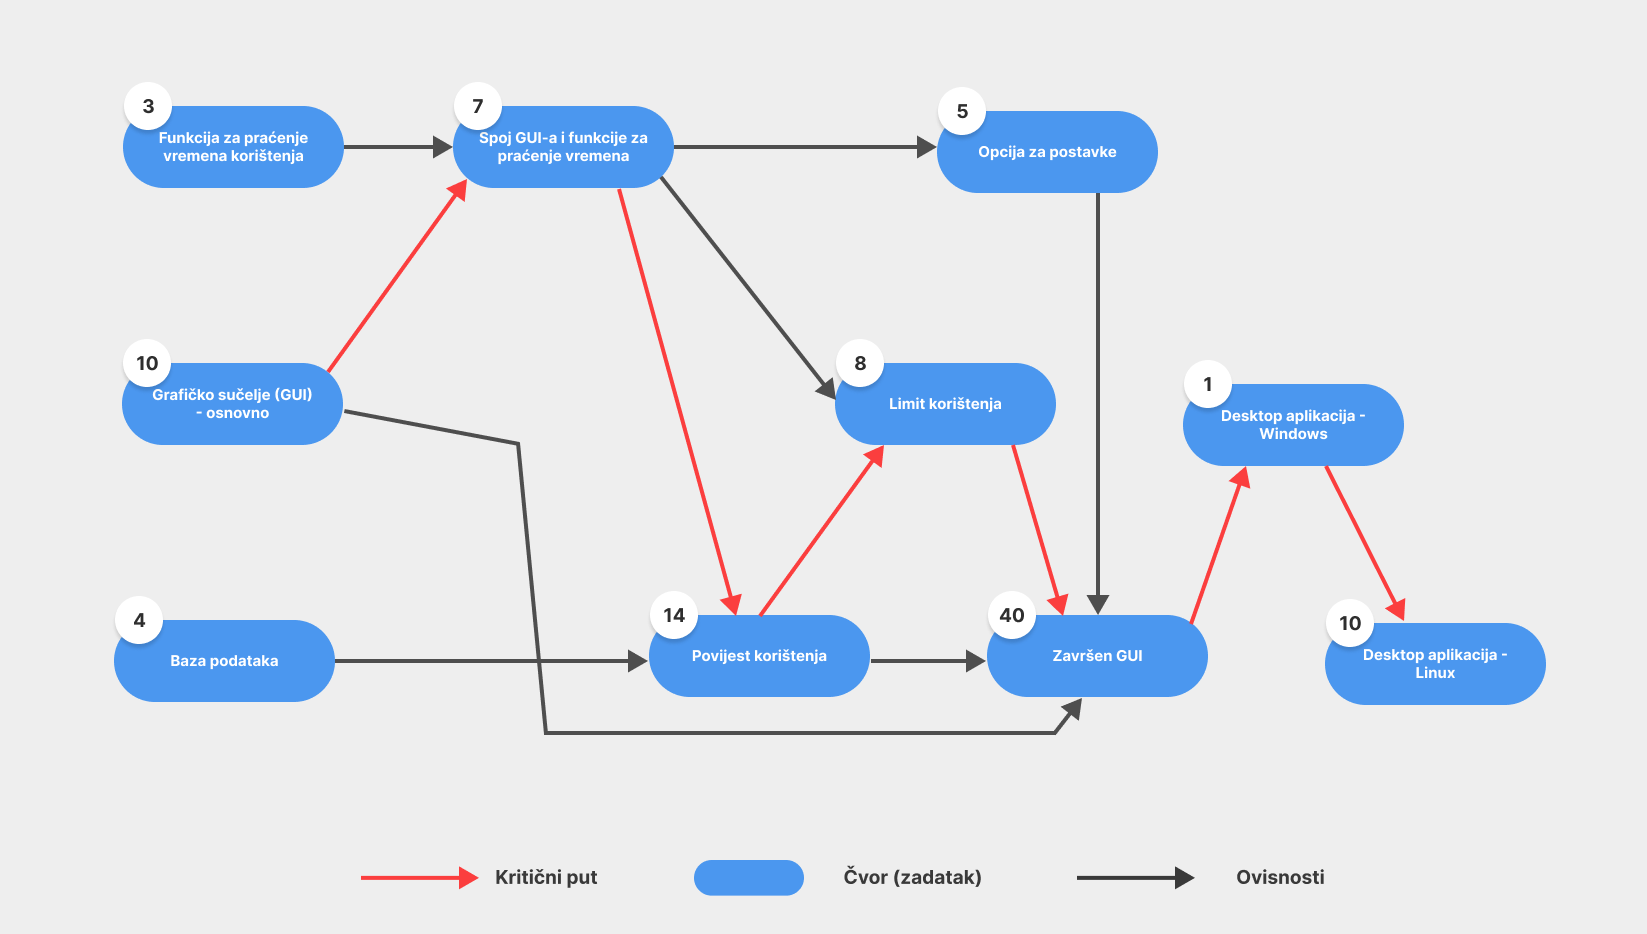 3
Funkcija za praćenje
vremena korištenja
7
Spoj GUI-a i funkcije za
praćenje vremena
5
Opcija za postavke
10
Grafičko sučelje (GUI)
- osnovno
8
Limit korištenja
1
Desktop aplikacija -
Windows
4
Baza podataka
14
Povijest korištenja
40
Završen GUI
10
Desktop aplikacija -
Linux
Kritični put
Čvor (zadatak)
Ovisnosti